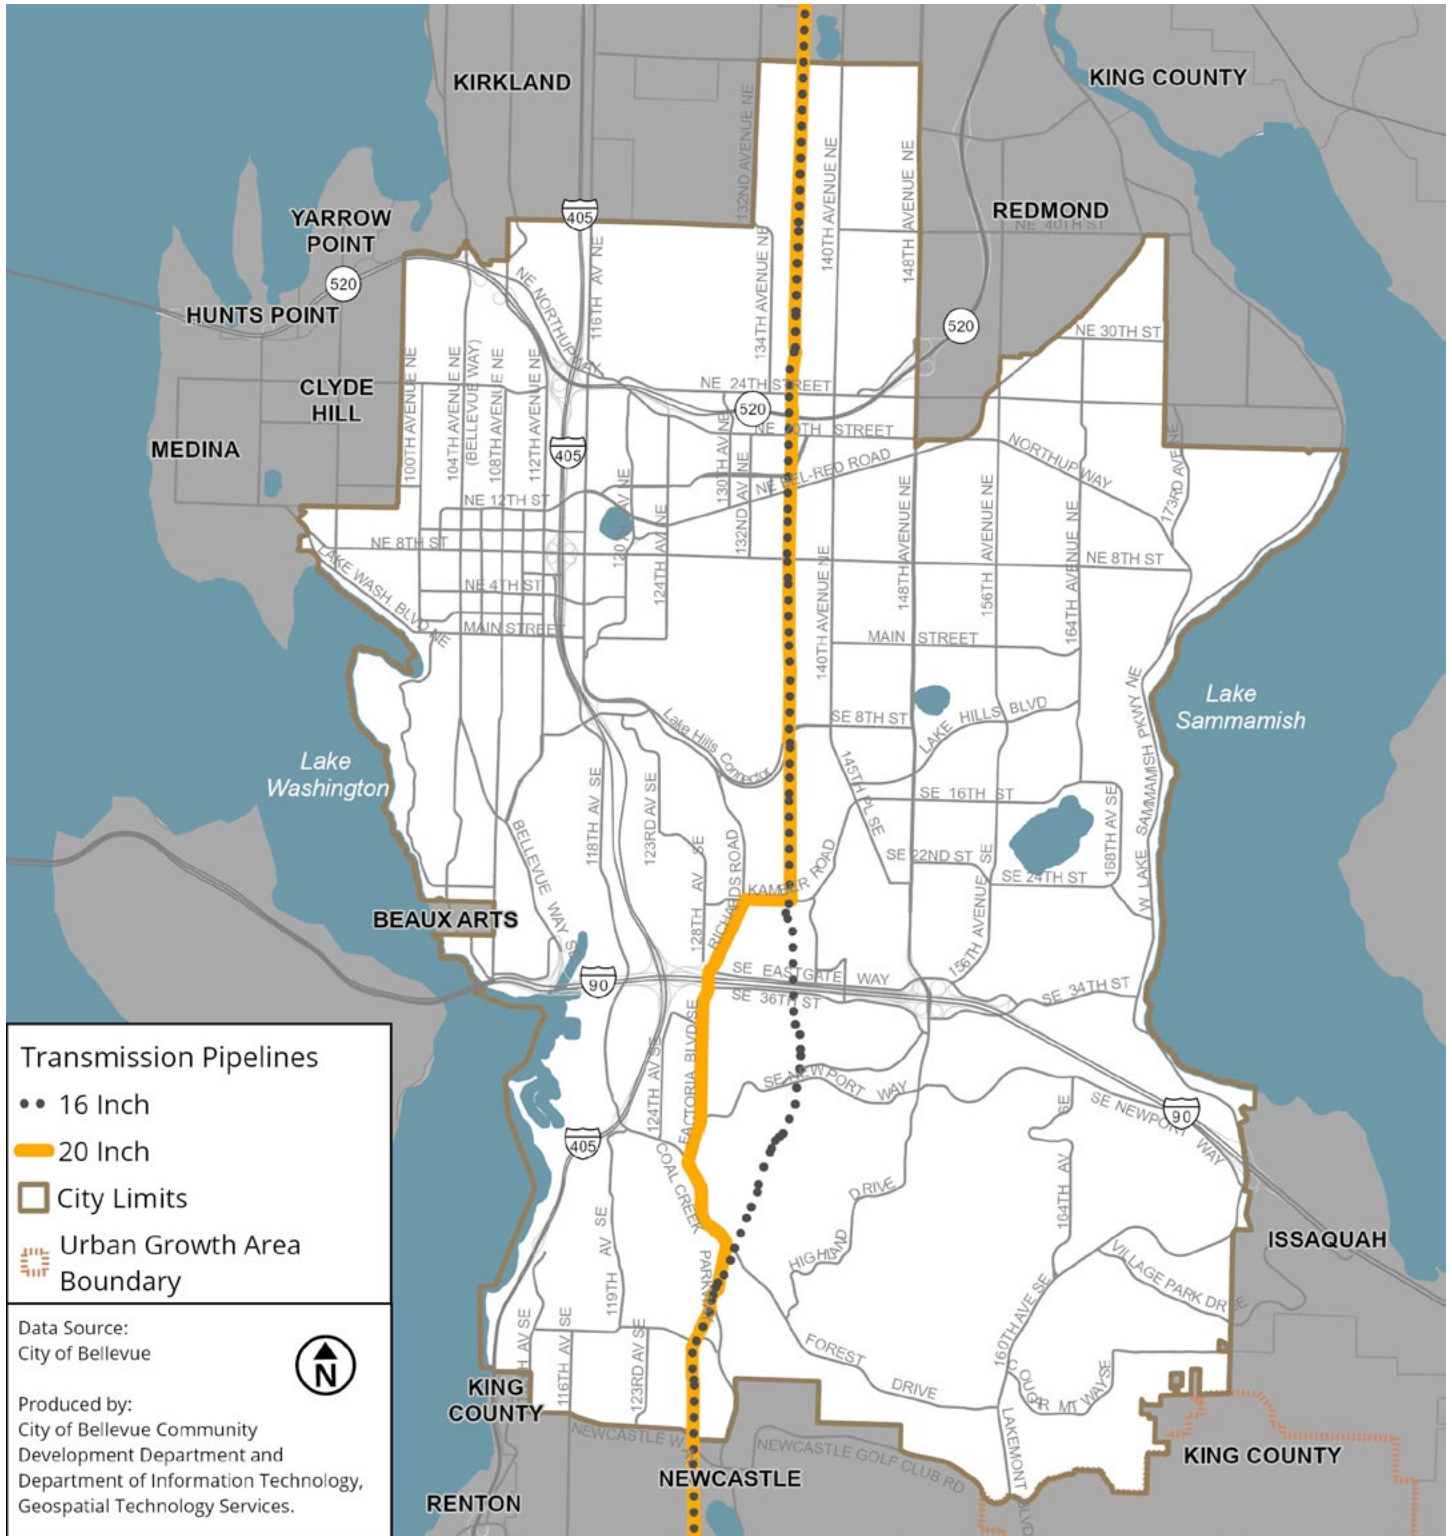 KIRKLAND
KING COUNTY
132ND AVENUE NE
140TH AVENUE NE
148TH AVENUE NE
YARROW
POINT
405
REDMOND
NE 40TH ST
520
HUNTS POINT
NE NORTHUP WAY
116TH AV NE
134TH AVENUE NE
520
NE 30TH ST
CLYDE
HILL
100TH AVENUE NE
104TH AVENUE NE
(BELLEVUE WAY)
108TH AVENUE NE
112TH AVENUE NE
NE 24TH STREET
520
MEDINA
405
130TH AV NE
STREET
NORTHUP WAY
173RD AVE NE
NE BEL-RED ROAD
NE 12TH ST
132ND AV NE
148TH AVENUE NE
156TH AVENUE NE
164TH AVENUE NE
NE 8TH ST
124TH AV NE
140TH AVENUE NE
NE 8TH ST
LAKE WASH. BLVD NE
NE 4TH ST
MAIN STREET
MAIN STREET
Lake
Sammamish
W LAKE SAMMAMISH PKWY NE
Lake Hills Connector
SE 8TH ST
LAKE HILLS BLVD
Lake
Washington
118TH AV SE
123RD AV SE
145TH PL SE
SE 16TH ST
168TH AV SE
BELLEVUE WAY SE
128TH AV SE
RICHARDS ROAD
KAMBER ROAD
SE 22ND ST
SE 24TH ST
156TH AVENUE SE
BEAUX ARTS
90
SE EASTGATE WAY
SE 36TH ST
SE 34TH ST
124TH AV SE
FACTORIA BLVD SE
SE NEWPORT WAY
SE NEWPORT WAY
90
405
COAL CREEK
PARKWAY
119TH AV SE
HIGHLAND DRIVE
164TH AV SE
ISSAQUAH
VILLAGE PARK DR SE
160TH AVE SE
FOREST
DRIVE
COUGAR MT WAY SE
LAKEMONT BLVD
116TH AV SE
123RD AV SE
KING
COUNTY
NEWCASTLE
NEWCASTLE GOLF CLUB RD
KING COUNTY
NEWCASTLE
RENTON
Transmission Pipelines
16 Inch
20 Inch
City Limits
Urban Growth Area
Boundary
Data Source:
City of Bellevue
N
Produced by:
City of Bellevue Community
Development Department and
Department of Information Technology,
Geospatial Technology Services.